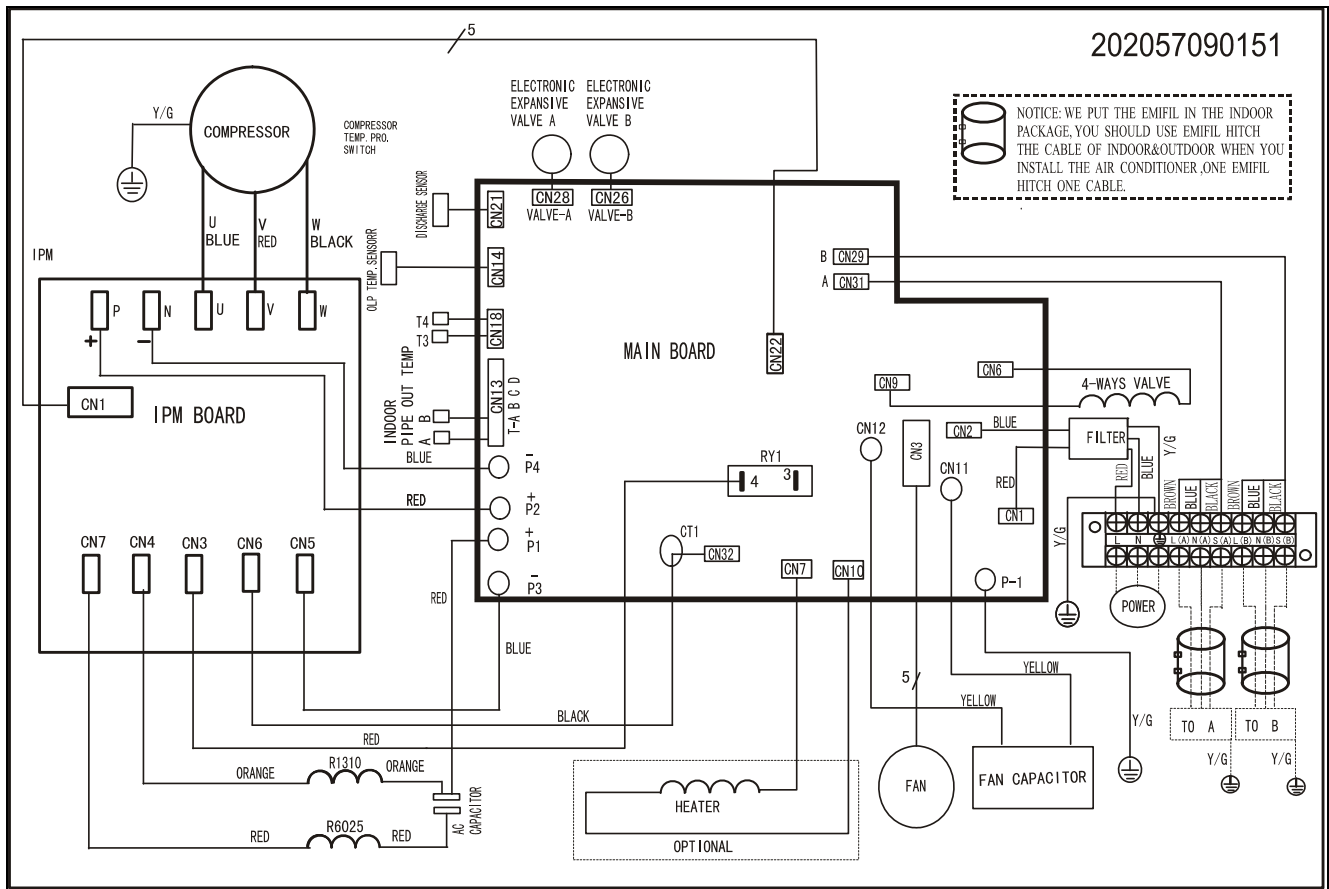 202057090151
5
NOTICE: WE PUT THE EMIFIL IN THE INDOOR
PACKAGE, YOU SHOULD USE EMIFIL HITCH
THE CABLE OF INDOOR&OUTDOOR WHEN YOU
INSTALL THE AIR CONDITIONER ,ONE EMIFIL
HITCH ONE CABLE.
ELECTRONIC
EXPANSIVE
VALVE A
ELECTRONIC
EXPANSIVE
VALVE B
Y/G
COMPRESSOR
COMPRESSOR
TEMP. PRO.
SWITCH
U
BLUE
V
RED
W
BLACK
IPM
P
N
U
V
W
+
-
CN1
IPM BOARD
CN7
CN4
CN3
CN6
CN5
DISCHARGE SENSOR
OLP TEMP. SENSORR
CN21
CN14
T4
T3
CN18
INDOOR
PIPE OUT TEMP
A B
CN13
T-A B C D
CN28
VALVE-A
CN26
VALVE-B
MAIN BOARD
CN22
B
CN29
A
CN31
CN6
CN9
4-WAYS VALVE
CN12
CN3
CN2
BLUE
FILTER
CN11
RED
CN1
RED
BLUE
Y/G
Y/G
BROWN
BLUE
BLACK
BROWN
BLUE
BLACK
L
N
L(A)
N(A)
S(A)
L(B)
N(B)
S(B)
POWER
BLUE
-
P4
RED
+
P2
+
P1
-
P3
RED
BLUE
RY1
4
3
CT1
CN32
CN7
CN10
P-1
5
YELLOW
YELLOW
Y/G
TO A
TO B
Y/G
Y/G
BLACK
RED
ORANGE
R1310
ORANGE
RED
R6025
RED
AC
CAPACITOR
HEATER
OPTIONAL
FAN
FAN CAPACITOR